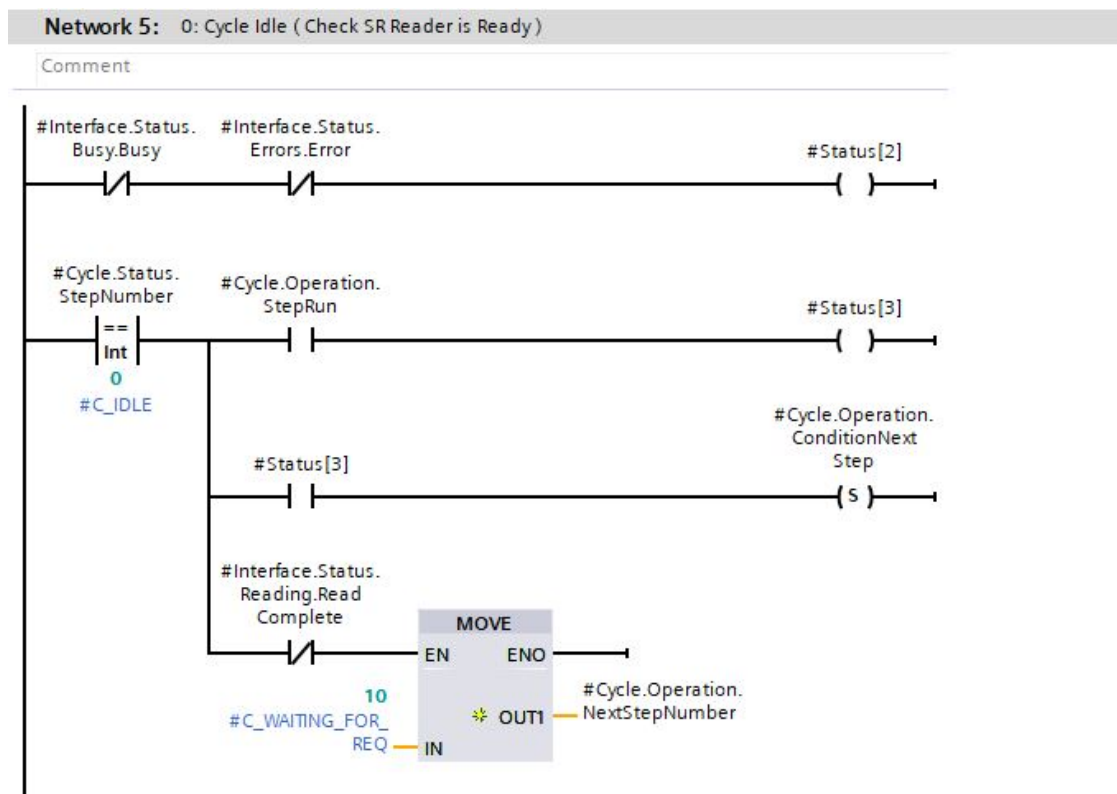 Network 5: 0: Cycle Idle ( Check SR Reader is Ready )
Comment
#Interface.Status.
Busy.Busy
#Interface.Status.
Errors.Error
#Status[2]
#Cycle.Status.
StepNumber
==
Int
0
#C_IDLE
#Cycle.Operation.
StepRun
#Status[3]
#Status[3]
#Cycle.Operation.
ConditionNext
Step
S
#Interface.Status.
Reading.Read
Complete
MOVE
EN ENO
10
#C_WAITING_FOR_
REQ
IN
OUT1
#Cycle.Operation.
NextStepNumber